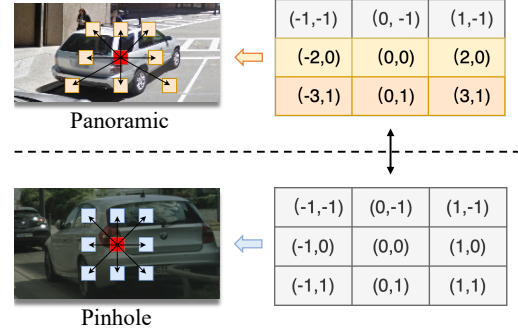 (-1,-1) (0, -1) (1,-1)
(-2,0) (0,0) (2,0)
(-3,1) (0,1) (3,1)
Panoramic
(-1,-1) (0,-1) (1,-1)
(-1,0) (0,0) (1,0)
(-1,1) (0,1) (1,1)
Pinhole